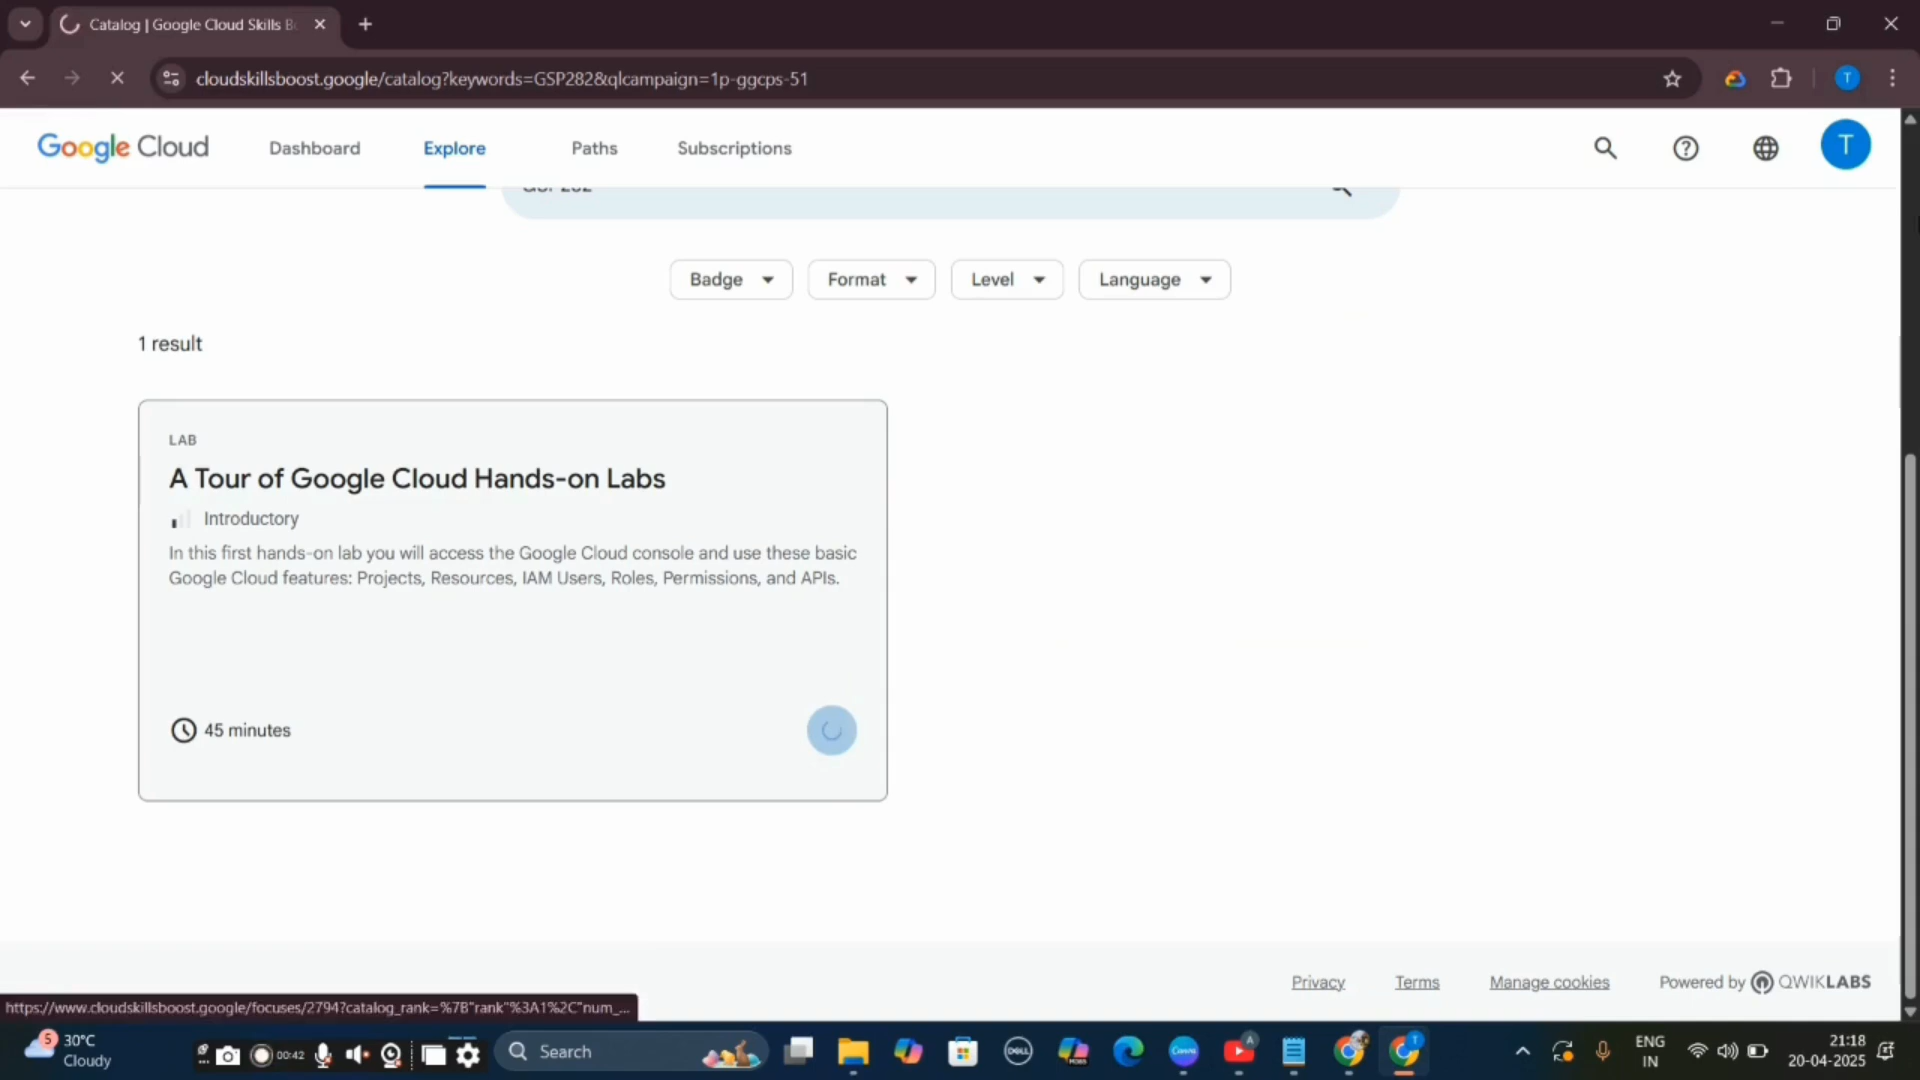 Catalog | Google Cloud Skills B
cloudskillsboost.google/catalog?keywords=GSP282&qlcampaign=1p-ggcps-51
T
Google Cloud
Dashboard
Explore
Paths
Subscriptions
T
Badge
Format
Level
Language
1 result
LAB
A Tour of Google Cloud Hands-on Labs
Introductory
In this first hands-on lab you will access the Google Cloud console and use these basic
Google Cloud features: Projects, Resources, IAM Users, Roles, Permissions, and APIs.
45 minutes
Privacy
Terms
Manage cookies
Powered by QWIKLABS
https://www.cloudskillsboost.google/focuses/2794?catalog_rank=%7B"rank"%3A1%2C"num_...
5
30°C
Cloudy
00:42
Search
DELL
Canva
A
T
ENG
IN
21:18
20-04-2025